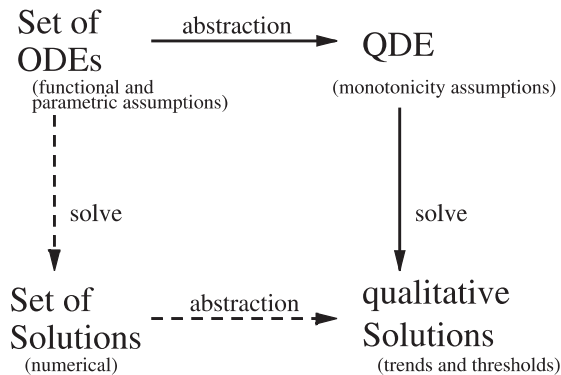 Set of
ODEs
(functional and
parametric assumptions)
abstraction
QDE
(monotonicity assumptions)
solve
solve
Set of
Solutions
(numerical)
abstraction
qualitative
Solutions
(trends and thresholds)